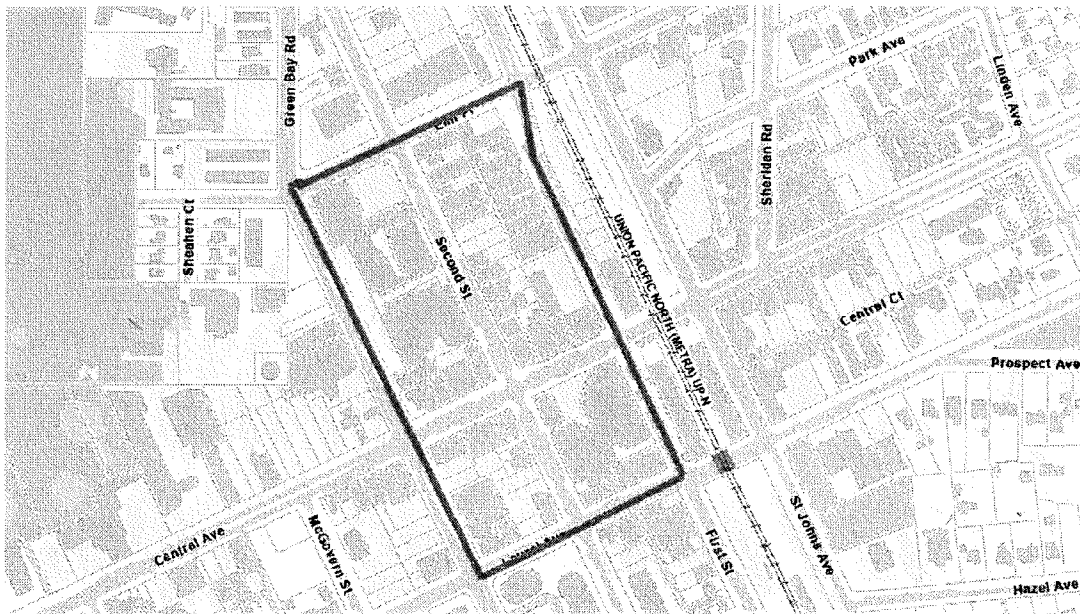 Green Bay Rd
Park Ave
Linden Ave
Sheridan Rd
Sheahen Ct
Second St
UNION PACIFIC NORTH (METRA) UP-N
Central Ct
Prospect Ave
Central Ave
McGovern St
First St
St Johns Ave
Hazel Ave